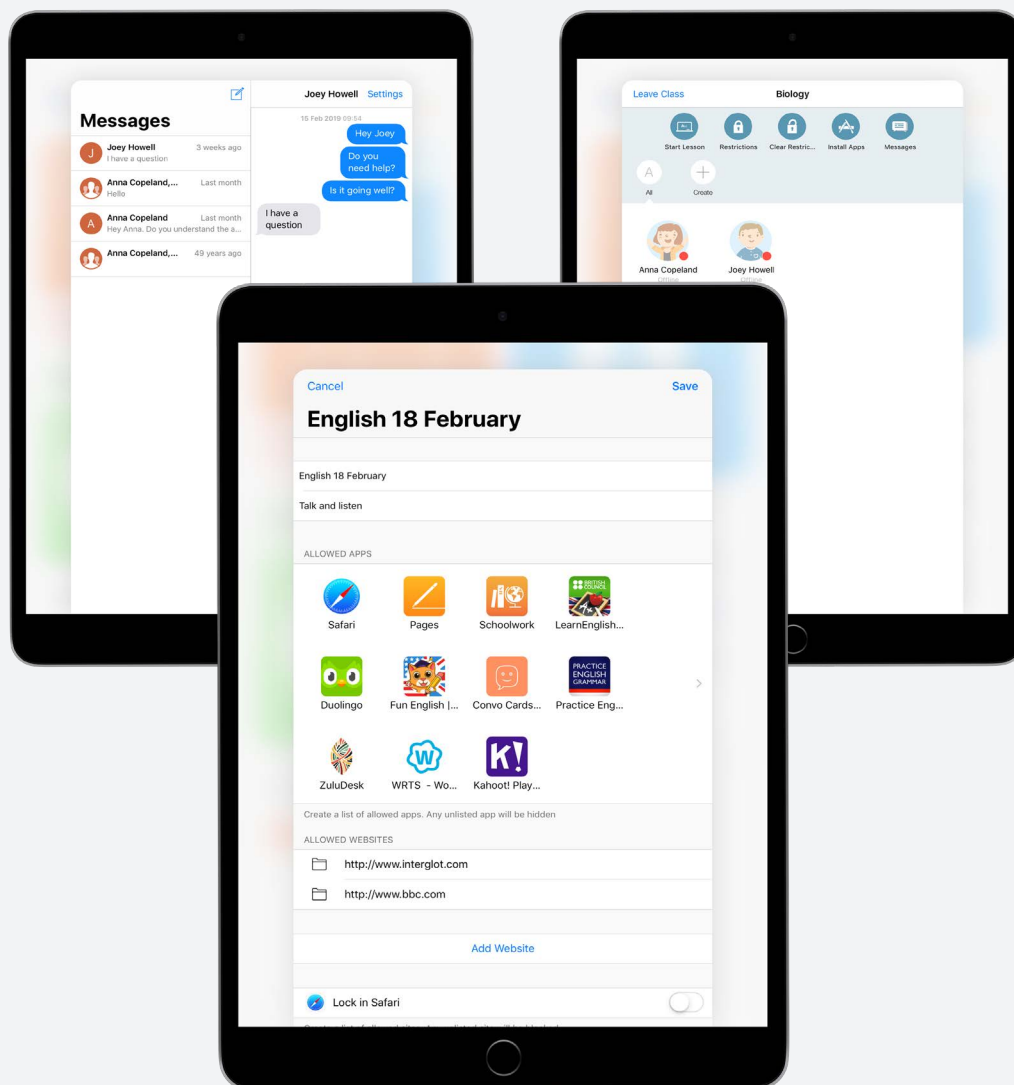 Joey Howell Settings
Messages
15 Feb 2019 09:54
Hey Joey
Joey Howell 3 weeks ago
I have a question
Do you
need help?
Anna Copeland,... Last month
Hello
Is it going well?
I have a
question
A
Anna Copeland Last month
Hey Anna. Do you understand the a...
Anna Copeland,... 49 years ago
J
Leave Class Biology
Start Lesson Restrictions Clear Restric... Install Apps Messages
A
All Create
Anna Copeland Joey Howell
Offline Offline
Cancel Save
English 18 February
English 18 February
Talk and listen
ALLOWED APPS
BRITISH
COUNCIL
Safari Pages Schoolwork LearnEnglish...
PRACTICE
ENGLISH
GRAMMAR
Duolingo Fun English |... Convo Cards... Practice Eng...
W K!
ZuluDesk WRTS - Wo... Kahoot! Play...
Create a list of allowed apps. Any unlisted app will be hidden
ALLOWED WEBSITES
http://www.interglot.com
http://www.bbc.com
Add Website
Lock in Safari